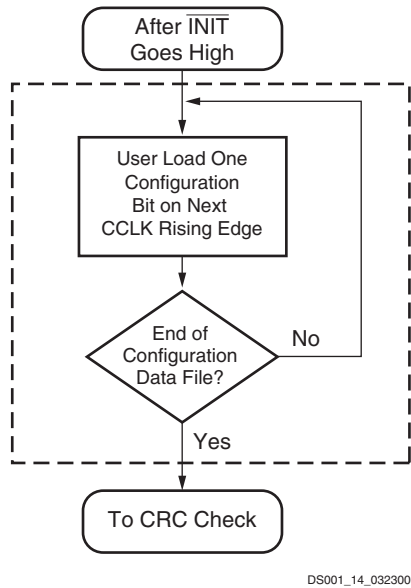 After I̅N̅I̅T̅
Goes High
User Load One
Configuration
Bit on Next
CCLK Rising Edge
End of
Configuration
Data File?
No
Yes
To CRC Check
DS001_14_032300